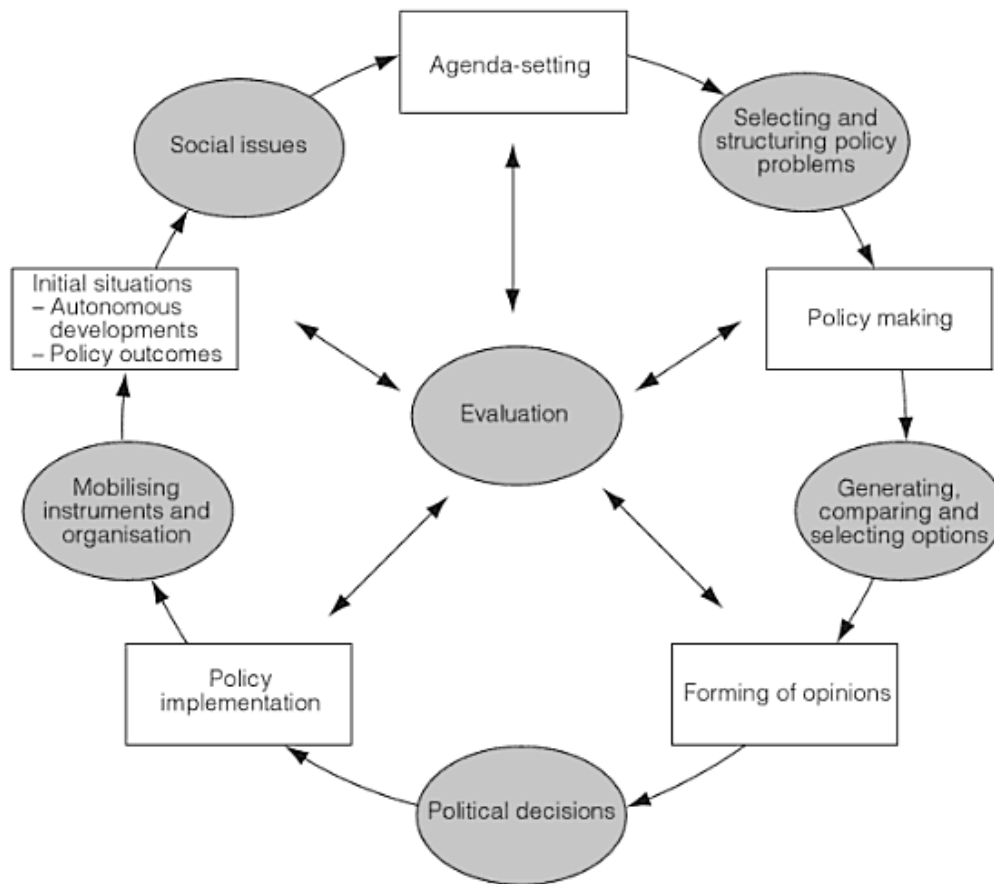 Agenda-setting
Social issues
Selecting and
structuring policy
problems
Initial situations
– Autonomous
developments
– Policy outcomes
Policy making
Evaluation
Mobilising
instruments and
organisation
Generating,
comparing and
selecting options
Policy
implementation
Forming of opinions
Political decisions